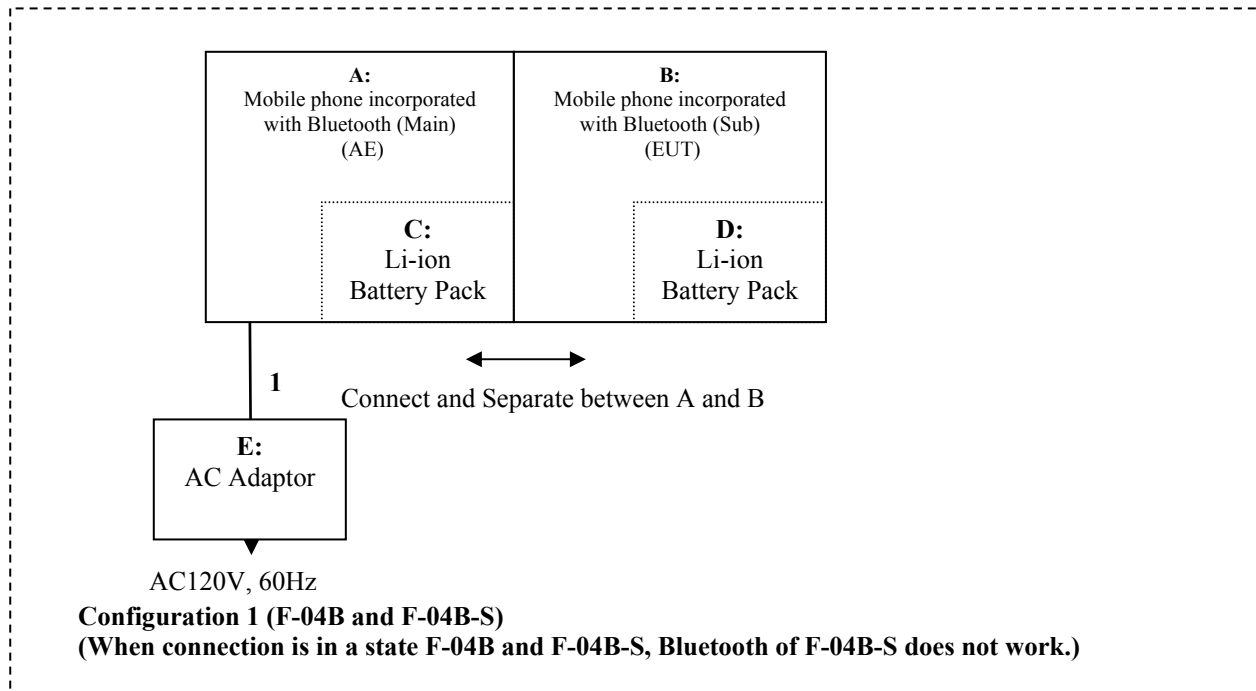 A:
Mobile phone incorporated
with Bluetooth (Main)
(AE)
B:
Mobile phone incorporated
with Bluetooth (Sub)
(EUT)
C:
Li-ion
Battery Pack
D:
Li-ion
Battery Pack
1
Connect and Separate between A and B
E:
AC Adaptor
AC120V, 60Hz
Configuration 1 (F-04B and F-04B-S)
(When connection is in a state F-04B and F-04B-S, Bluetooth of F-04B-S does not work.)